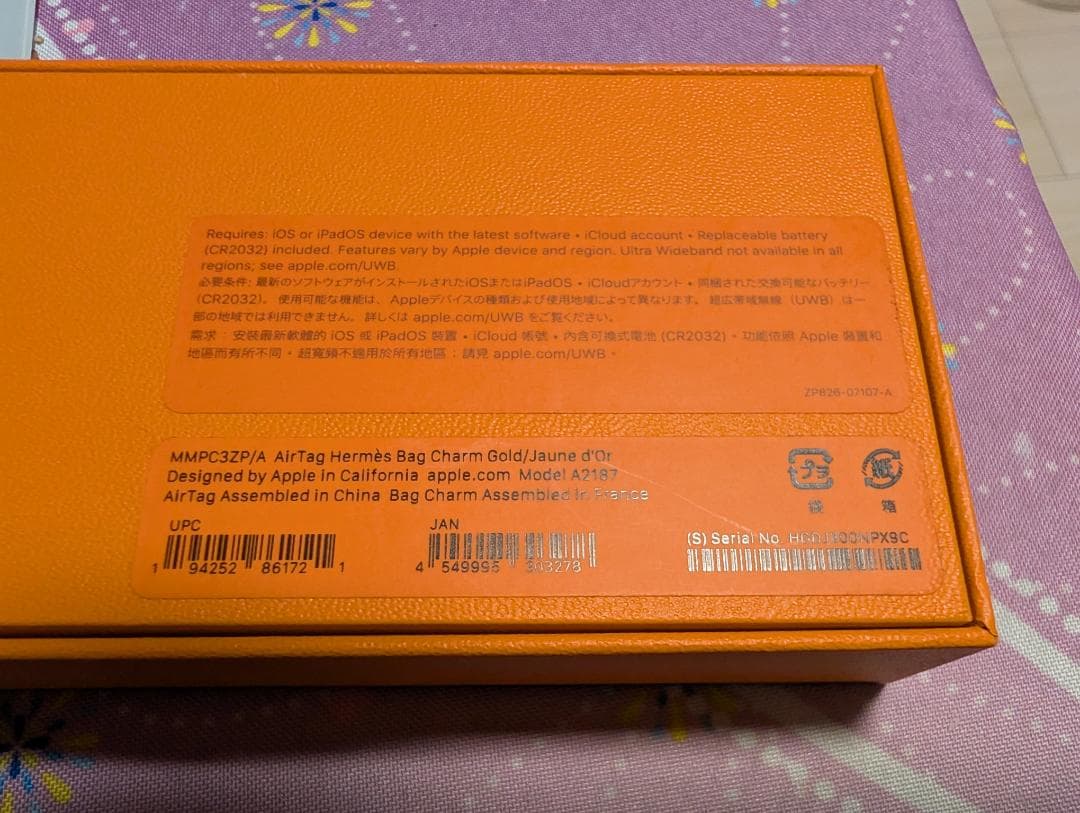 Requires: iOS or iPadOS device with the latest software • iCloud account • Replaceable battery
(CR2032) included. Features vary by Apple device and region. Ultra Wideband not available in all
regions; see apple.com/UWB.
必要条件: 最新のソフトウェアがインストールされたiOSまたはiPadOS • iCloudアカウント • 同梱された交換可能なバッテリー
(CR2032)。 使用可能な機能は、 Appleデバイスの種類および使用地域によって異なります。 超広帯域無線（UWB）は一
部の地域では利用できません。 詳しくは apple.com/UWB をご覧ください。
需求：安裝最新軟體的 iOS 或 iPadOS 裝置 • iCloud 帳號 • 內含可換式電池 (CR2032)。功能依照 Apple 裝置和
地區而有所不同。超寬頻不適用於所有地區；請見 apple.com/UWB。
ZP826-07107-A
MMPC3ZP/A AirTag Hermès Bag Charm Gold/Jaune d'Or
Designed by Apple in California apple.com Model A2187
AirTag Assembled in China Bag Charm Assembled in France
プラ
紙
袋
箱
UPC
1 94252 86172 1
JAN
4 549995 303278
(S) Serial No.